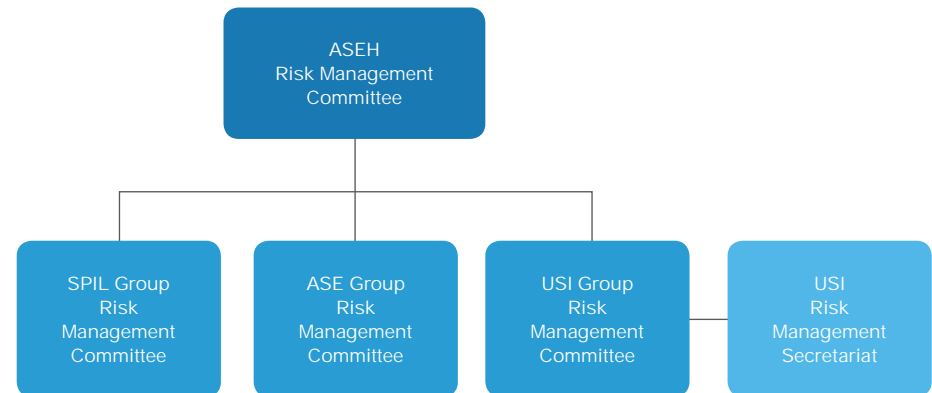 ASEH
Risk Management
Committee
SPIL Group
Risk
Management
Committee
ASE Group
Risk
Management
Committee
USI Group
Risk
Management
Committee
USI
Risk
Management
Secretariat